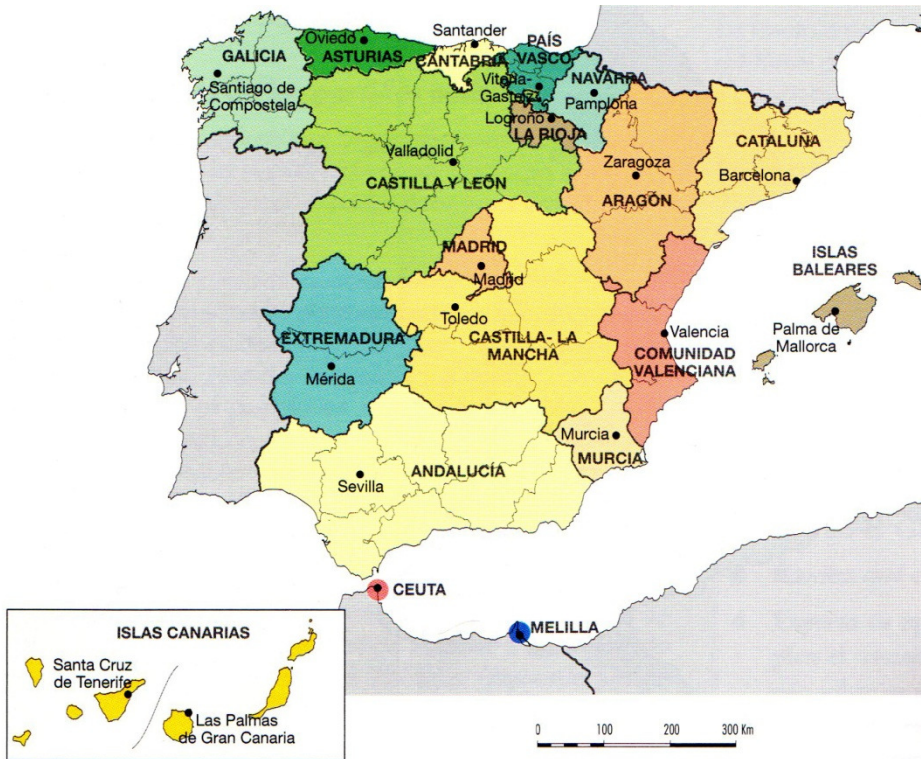 Santander
Oviedo
PAÍS
VASCO
GALICIA
ASTURIAS
CANTABRIA
Vitoria-
Gasteiz
NAVARRA
Santiago de
Compostela
Pamplona
Logroño
LA RIOJA
CATALUÑA
Valladolid
Zaragoza
Barcelona
CASTILLA Y LEÓN
ARAGÓN
MADRID
Madrid
ISLAS
BALEARES
Toledo
Valencia
Palma de
Mallorca
EXTREMADURA
CASTILLA- LA
MANCHA
COMUNIDAD
VALENCIANA
Mérida
Murcia
MURCIA
ANDALUCÍA
Sevilla
CEUTA
MELILLA
ISLAS CANARIAS
Santa Cruz
de Tenerife
Las Palmas
de Gran Canaria
0 100 200 300 Km